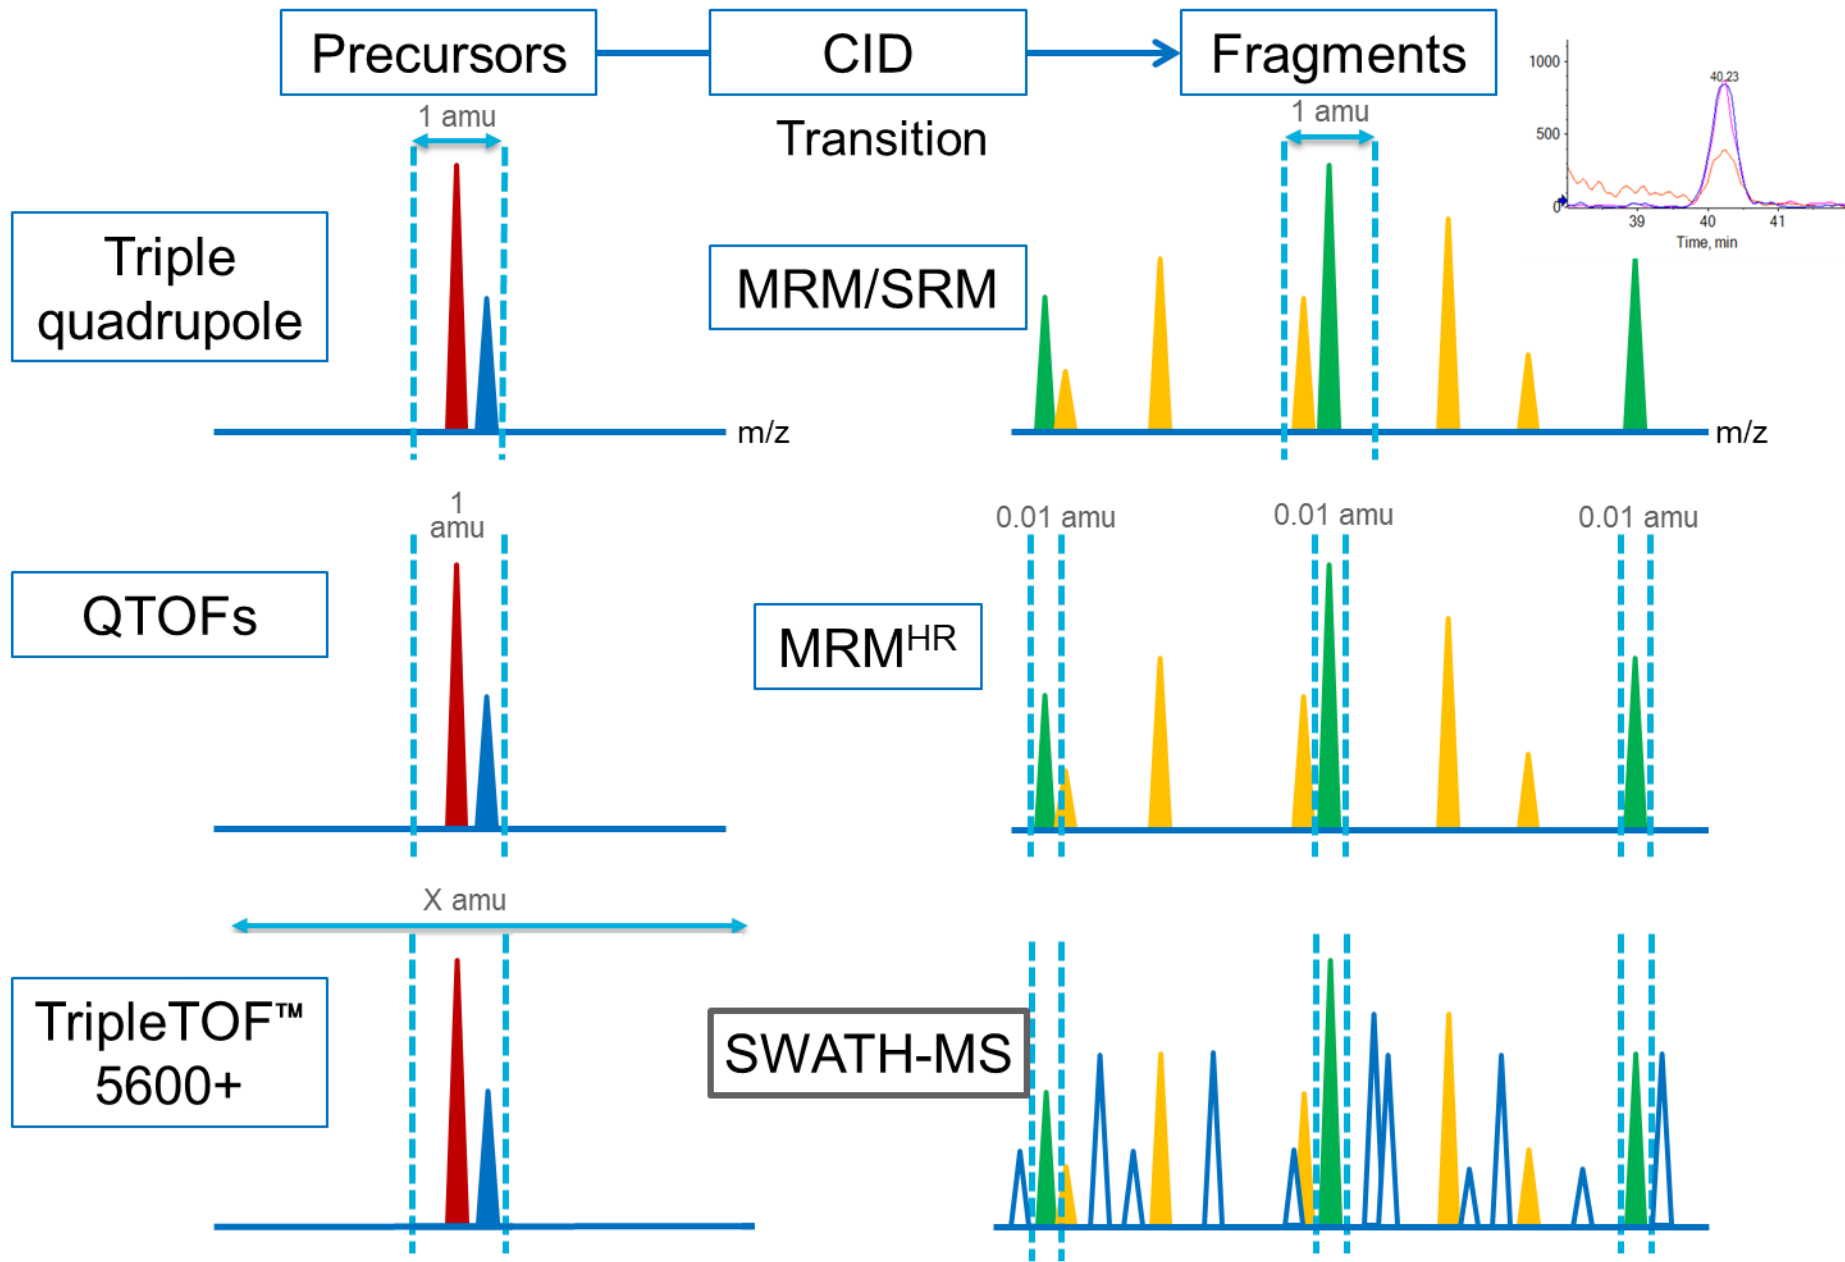 Precursors
CID
Fragments
1 amu
Transition
1 amu
1000
500
0
40,23
39
40
41
Time, min
Triple
quadrupole
MRM/SRM
m/z
m/z
1
amu
0.01 amu
0.01 amu
0.01 amu
QTOFs
MRMHR
X amu
TripleTOF™
5600+
SWATH-MS